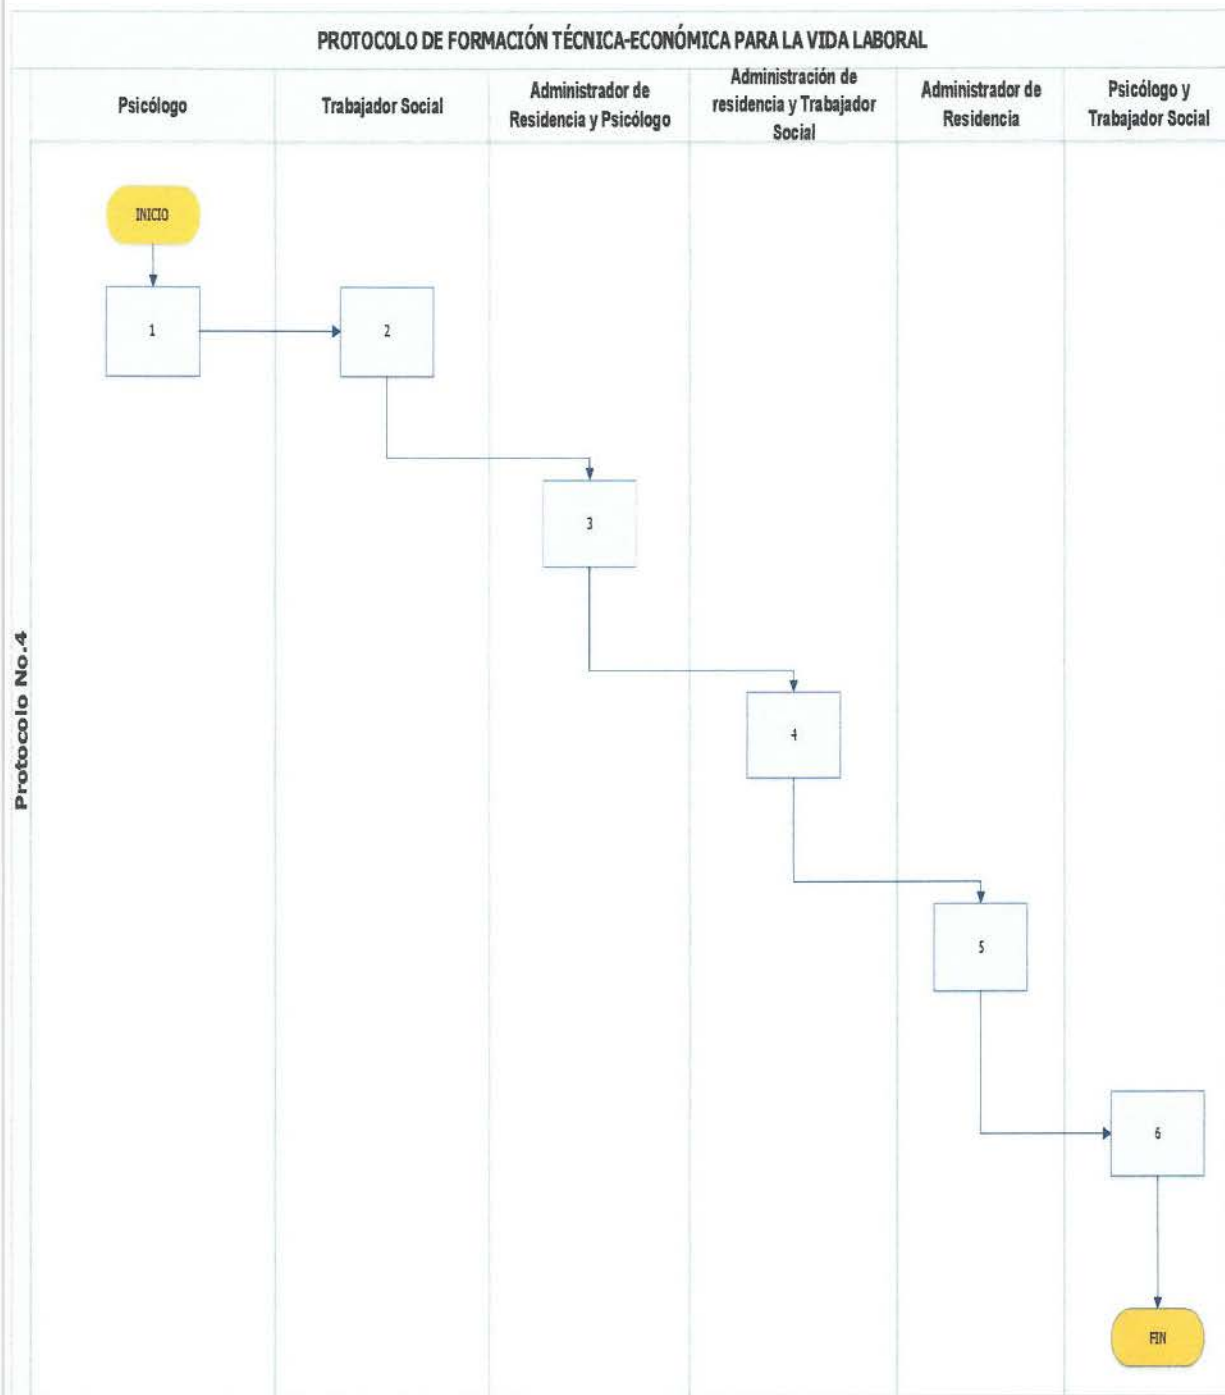 PROTOCOLO DE FORMACIÓN TÉCNICA-ECONÓMICA PARA LA VIDA LABORAL
Psicólogo
Trabajador Social
Administrador de
Residencia y Psicólogo
Administración de
residencia y Trabajador
Social
Administrador de
Residencia
Psicólogo y
Trabajador Social
Protocolo No.4
INICIO
1
2
3
4
5
6
FIN